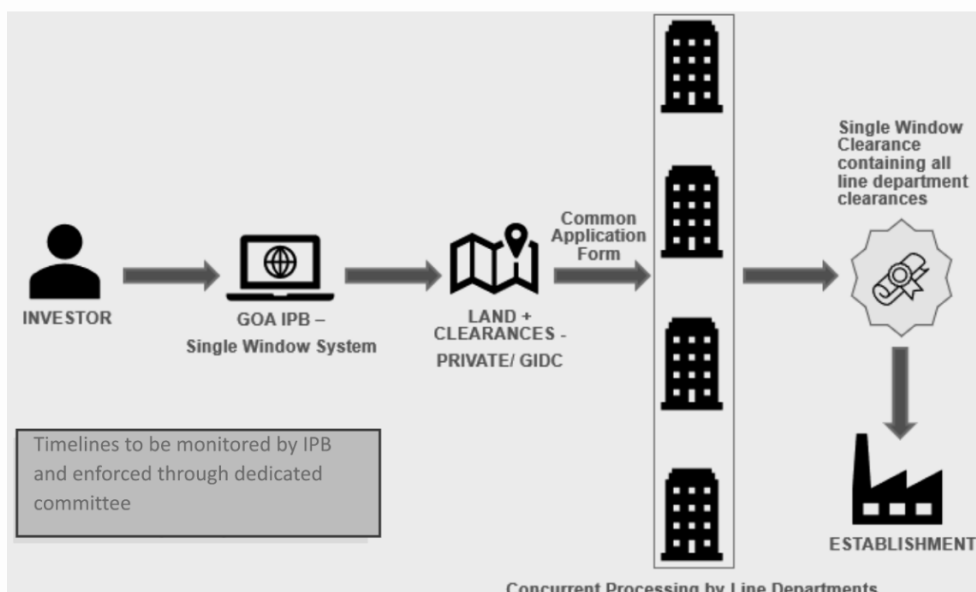 INVESTOR
GOA IPB –
Single Window System
LAND +
CLEARANCES -
PRIVATE/ GIDC
Common
Application
Form
Single Window
Clearance
containing all
line department
clearances
ESTABLISHMENT
Timelines to be monitored by IPB
and enforced through dedicated
committee
Concurrent Processing by Line Departments